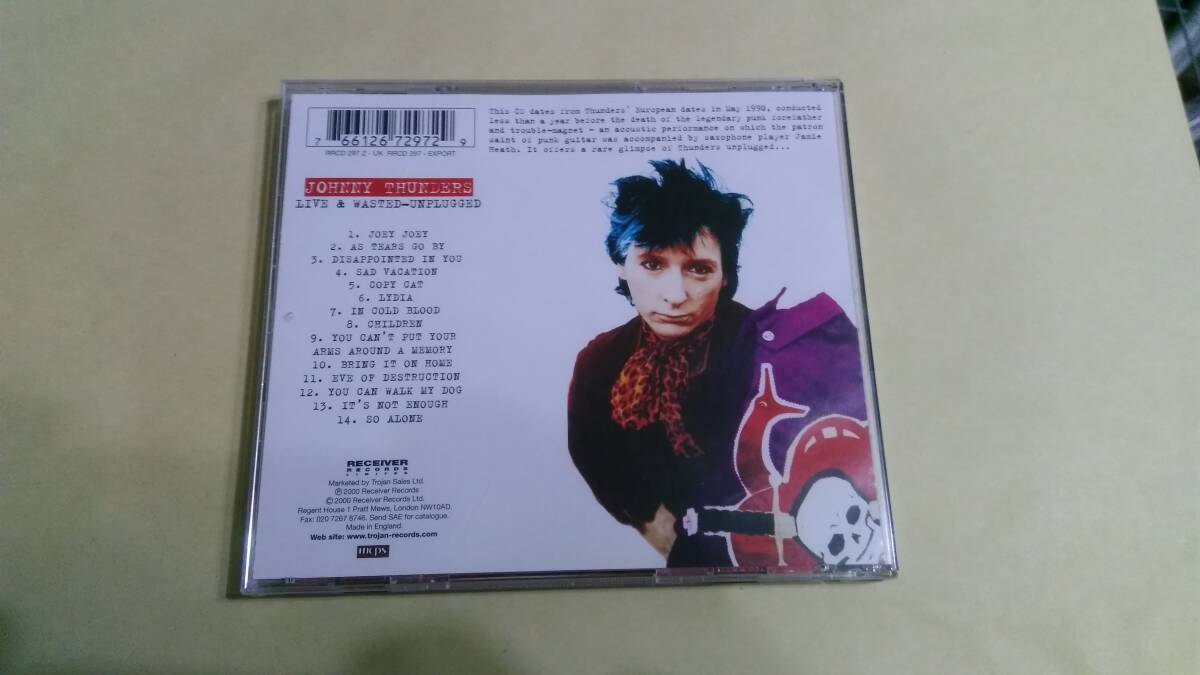 This CD dates from Thunders' European dates in May 1990, conducted
less than a year before the death of the legendary punk forefather
and trouble-magnet - an acoustic performance on which the patron
saint of punk guitar was accompanied by saxophone player Jamie
Heath. It offers a rare glimpse of Thunders unplugged...
7 66126 72972 9
RRCD 297 Z - UK · RRCD 297 - EXPORT
JOHNNY THUNDERS
LIVE & WASTED-UNPLUGGED
1. JOEY JOEY
2. AS TEARS GO BY
3. DISAPPOINTED IN YOU
4. SAD VACATION
5. COPY CAT
6. LYDIA
7. IN COLD BLOOD
8. CHILDREN
9. YOU CAN'T PUT YOUR
ARMS AROUND A MEMORY
10. BRING IT ON HOME
11. EVE OF DESTRUCTION
12. YOU CAN WALK MY DOG
13. IT'S NOT ENOUGH
14. SO ALONE
RECEIVER
RECORDS
LIMITED
Marketed by Trojan Sales Ltd.
℗ 2000 Receiver Records
© 2000 Receiver Records Ltd.
Regent House 1 Pratt Mews, London NW10AD.
Fax: 020 7267 6746. Send SAE for catalogue.
Made in England.
Web site: www.trojan-records.com
mcps